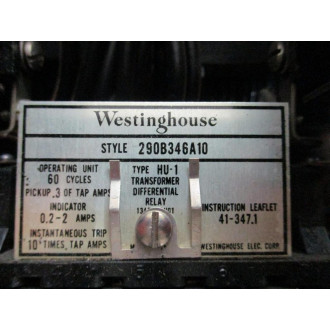 Westinghouse
STYLE 290B346A10
OPERATING UNIT
60 CYCLES
PICKUP .3 OF TAP AMPS
INDICATOR
0.2-2 AMPS
INSTANTANEOUS TRIP
10 TIMES, TAP AMPS
TYPE HU-1
TRANSFORMER
DIFFERENTIAL
RELAY
INSTRUCTION LEAFLET
41-347.1
WESTINGHOUSE ELEC. CORP.